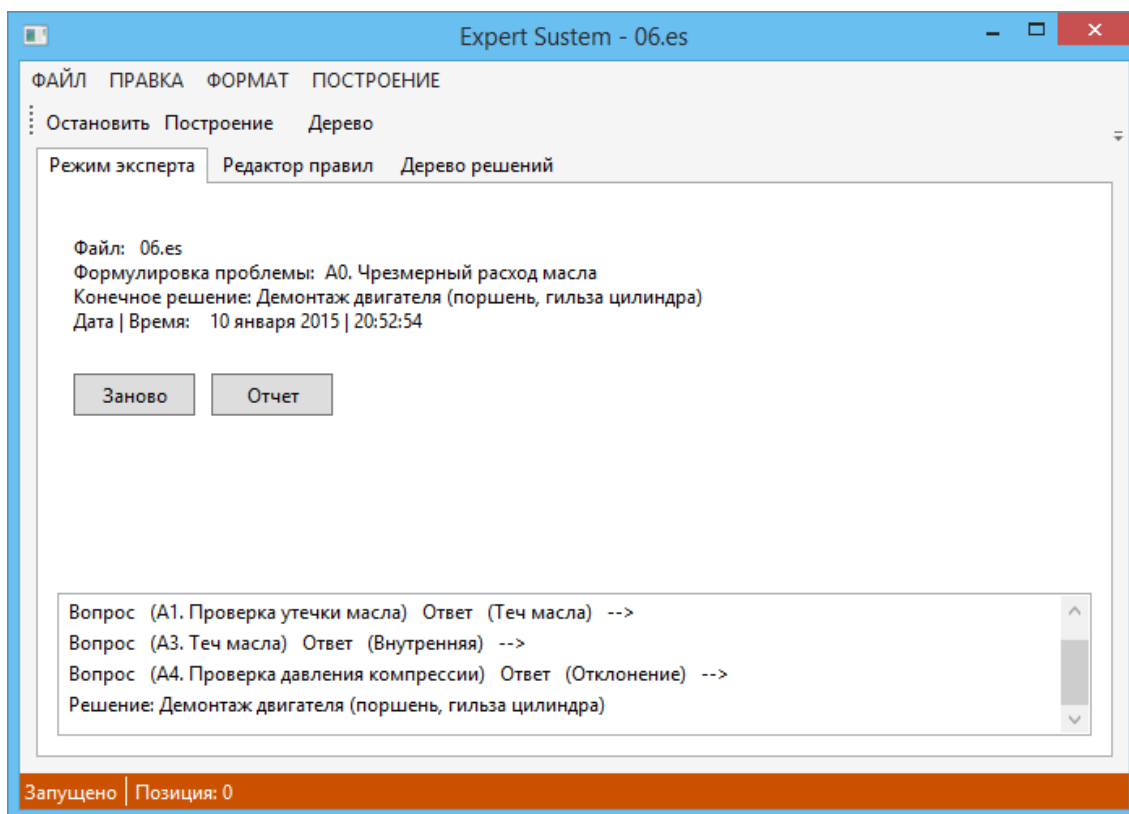 Expert Sustem - 06.es
ФАЙЛ ПРАВКА ФОРМАТ ПОСТРОЕНИЕ
Остановить Построение Дерево
Режим эксперта Редактор правил Дерево решений
Файл: 06.es
Формулировка проблемы: А0. Чрезмерный расход масла
Конечное решение: Демонтаж двигателя (поршень, гильза цилиндра)
Дата | Время: 10 января 2015 | 20:52:54
Заново Отчет
Вопрос (А1. Проверка утечки масла) Ответ (Теч масла) -->
Вопрос (А3. Теч масла) Ответ (Внутренняя) -->
Вопрос (А4. Проверка давления компрессии) Ответ (Отклонение) -->
Решение: Демонтаж двигателя (поршень, гильза цилиндра)
Запущено Позиция: 0